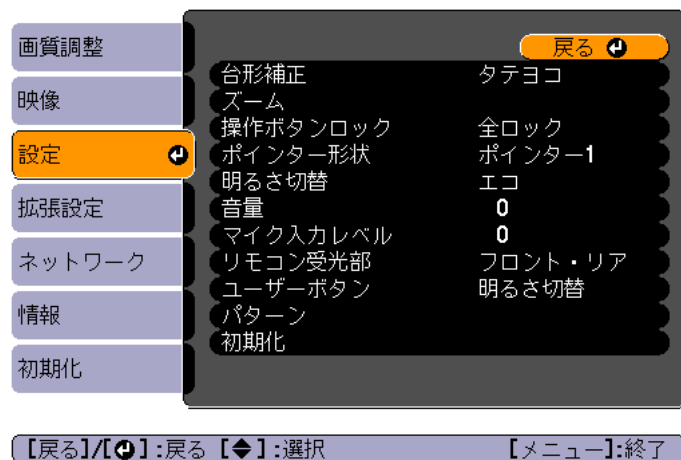 画質調整
映像
設定
拡張設定
ネットワーク
情報
初期化
戻る
台形補正 タテヨコ
ズーム
操作ボタンロック 全ロック
ポインター形状 ポインター1
明るさ切替 エコ
音量 0
マイク入力レベル 0
リモコン受光部 フロント・リア
ユーザーボタン 明るさ切替
パターン
初期化
【戻る】/【】:戻る 【◆】:選択 【メニュー】:終了